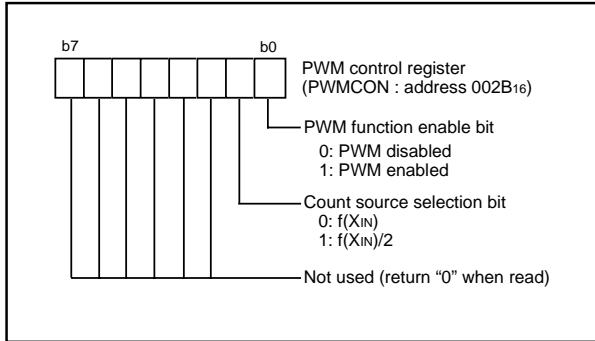 b7 b0
PWM control register
(PWMCON : address 002B₁₆)
PWM function enable bit
0: PWM disabled
1: PWM enabled
Count source selection bit
0: f(XIN)
1: f(XIN)/2
Not used (return “0” when read)